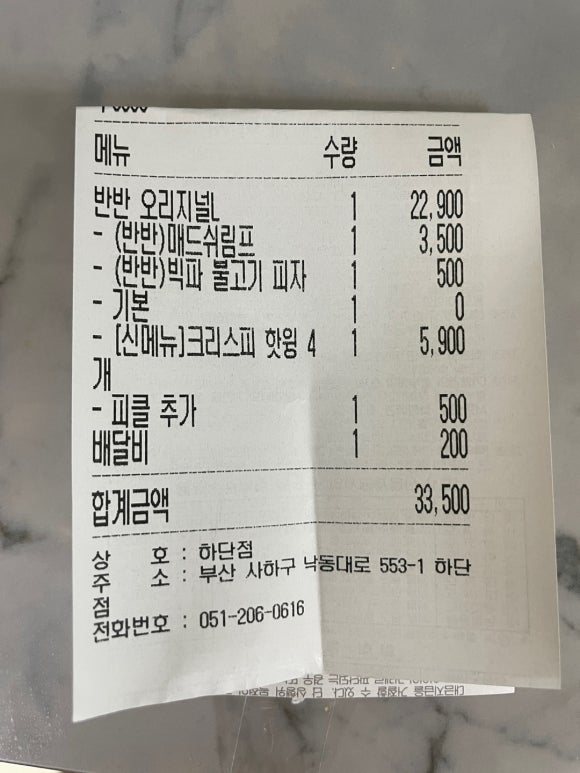 메뉴 수량 금액
반반 오리지널L 1 22,900
- (반반)매드쉬림프 1 3,500
- (반반)빅파 불고기 피자 1 500
- 기본 1 0
- [신메뉴]크리스피 핫윙 4 1 5,900
개
- 피클 추가 1 500
배달비 1 200
합계금액 33,500
상 호 : 하단점
주 소 : 부산 사하구 낙동대로 553-1 하단
점
전화번호 : 051-206-0616